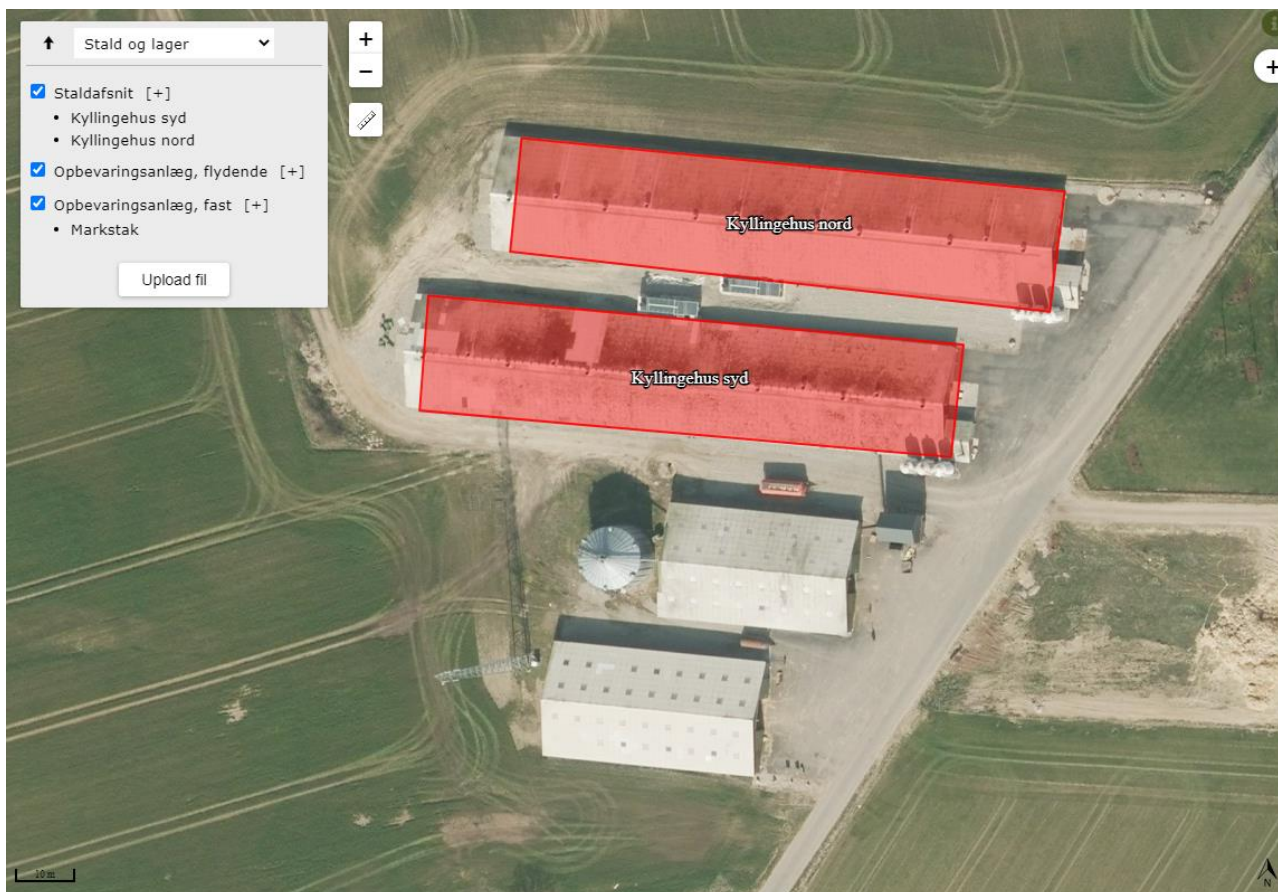 Stald og lager
Staldafsnit [+]
Kyllingehus syd
Kyllingehus nord
Opbevaringsanlæg, flydende [+]
Opbevaringsanlæg, fast [+]
Markstak
Upload fil
+
−
+
Kyllingehus nord
Kyllingehus syd
10 m
N